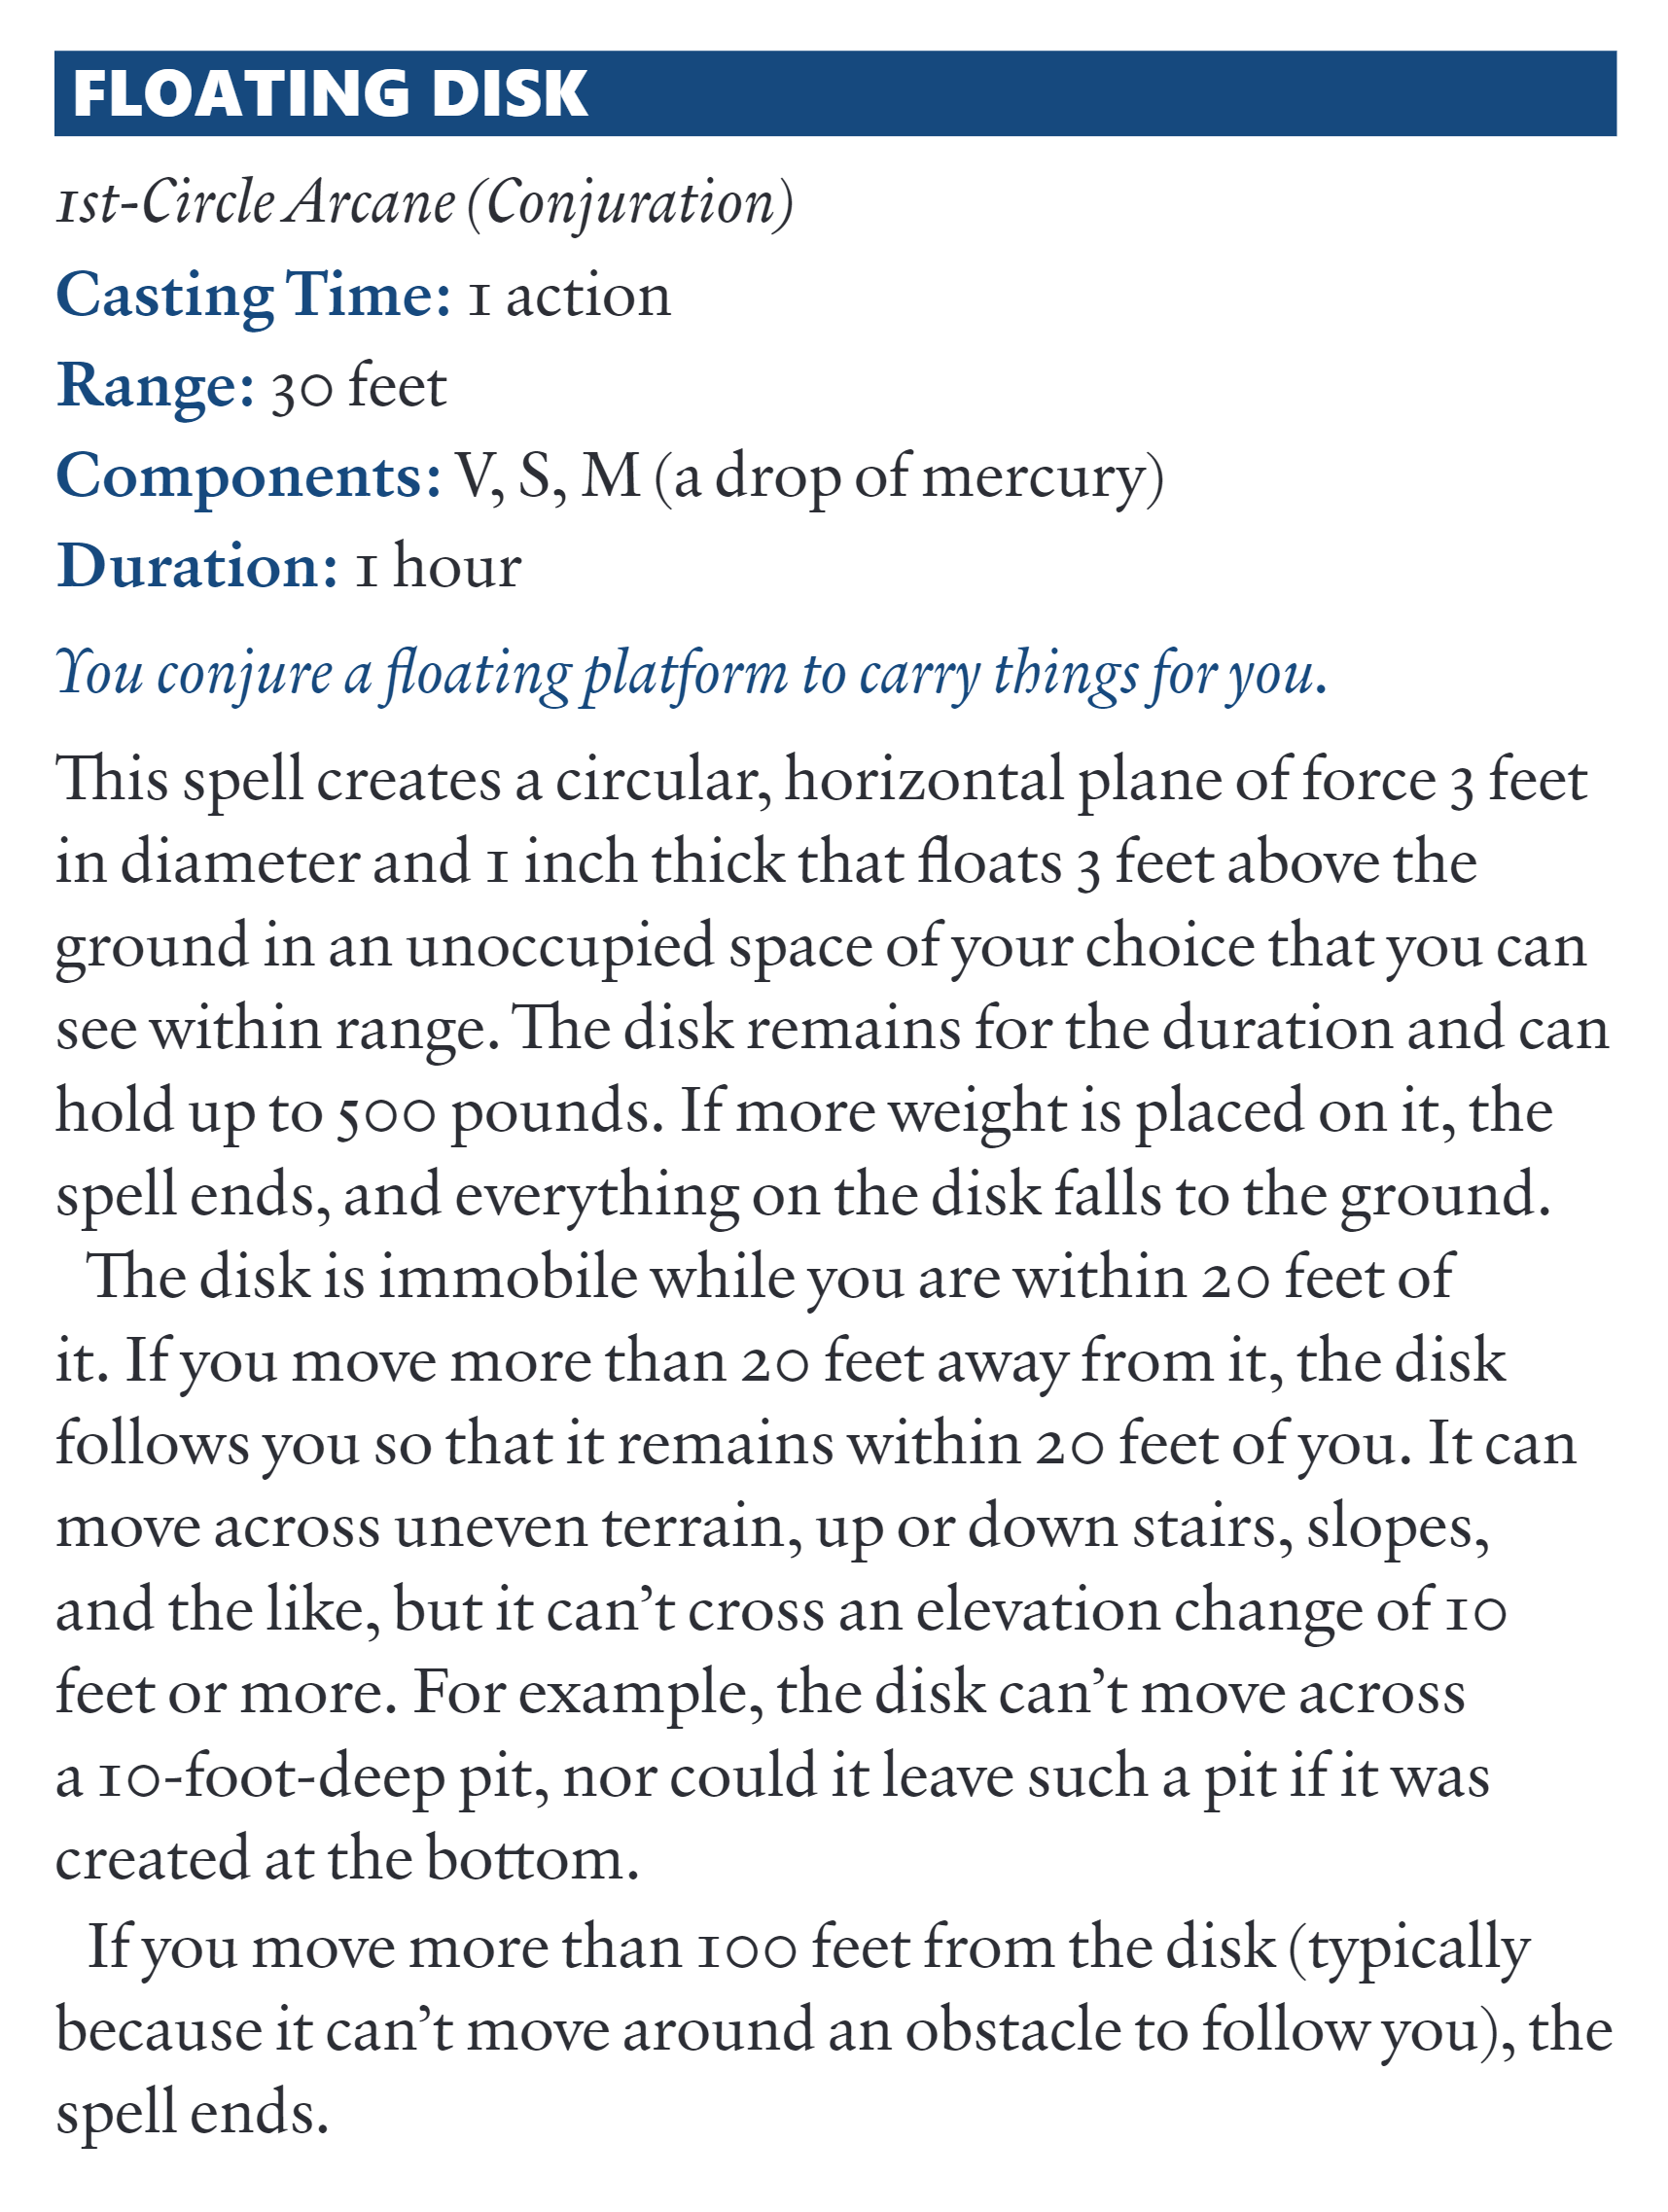 FLOATING DISK
1st-Circle Arcane (Conjuration)
Casting Time: 1 action
Range: 30 feet
Components: V, S, M (a drop of mercury)
Duration: 1 hour
You conjure a floating platform to carry things for you.
This spell creates a circular, horizontal plane of force 3 feet
in diameter and 1 inch thick that floats 3 feet above the
ground in an unoccupied space of your choice that you can
see within range. The disk remains for the duration and can
hold up to 500 pounds. If more weight is placed on it, the
spell ends, and everything on the disk falls to the ground.
The disk is immobile while you are within 20 feet of
it. If you move more than 20 feet away from it, the disk
follows you so that it remains within 20 feet of you. It can
move across uneven terrain, up or down stairs, slopes,
and the like, but it can’t cross an elevation change of 10
feet or more. For example, the disk can’t move across
a 10-foot-deep pit, nor could it leave such a pit if it was
created at the bottom.
If you move more than 100 feet from the disk (typically
because it can’t move around an obstacle to follow you), the
spell ends.